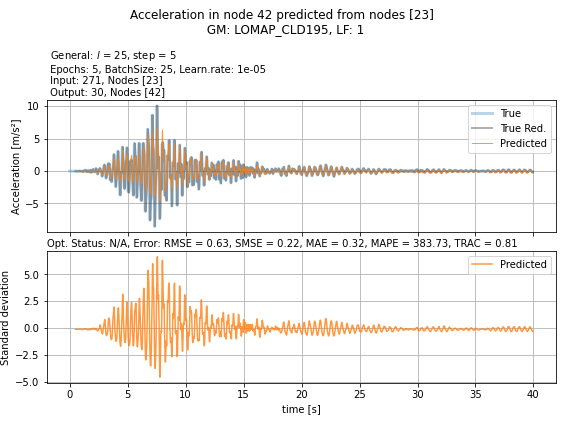 Acceleration in node 42 predicted from nodes [23]
GM: LOMAP_CLD195, LF: 1
General: l = 25, step = 5
Epochs: 5, BatchSize: 25, Learn.rate: 1e-05
Input: 271, Nodes [23]
Output: 30, Nodes [42]
True
True Red.
Predicted
10
5
0
−5
Acceleration [m/s²]
Opt. Status: N/A, Error: RMSE = 0.63, SMSE = 0.22, MAE = 0.32, MAPE = 383.73, TRAC = 0.81
Predicted
5.0
2.5
0.0
−2.5
−5.0
Standard deviation
0 5 10 15 20 25 30 35 40
time [s]